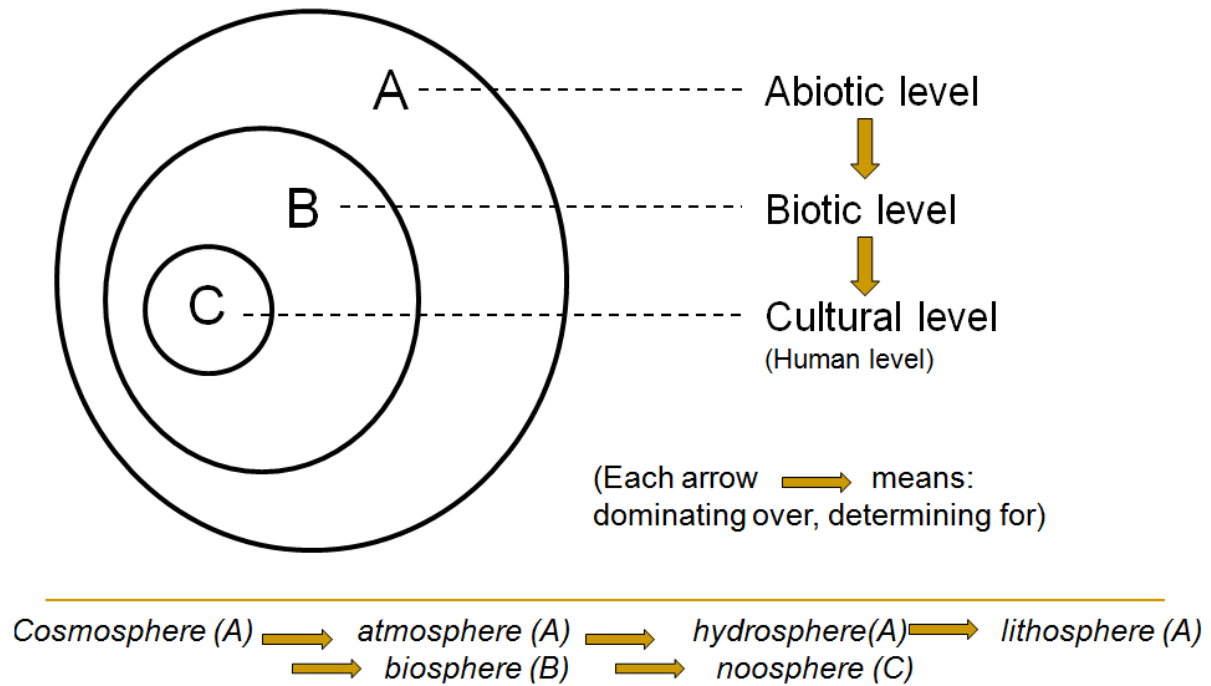 A
Abiotic level
B
Biotic level
C
Cultural level
(Human level)
(Each arrow means:
dominating over, determining for)
Cosmosphere (A) atmosphere (A) hydrosphere(A) lithosphere (A)
biosphere (B) noosphere (C)